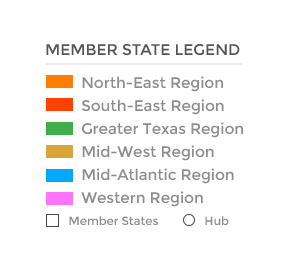 MEMBER STATE LEGEND
North-East Region
South-East Region
Greater Texas Region
Mid-West Region
Mid-Atlantic Region
Western Region
Member States Hub